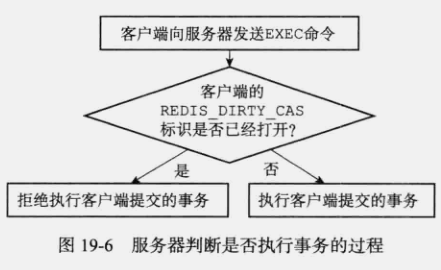 客户端向服务器发送EXEC命令
客户端的
REDIS_DIRTY_CAS
标识是否已经打开?
是
否
拒绝执行客户端提交的事务
执行客户端提交的事务
图 19-6 服务器判断是否执行事务的过程